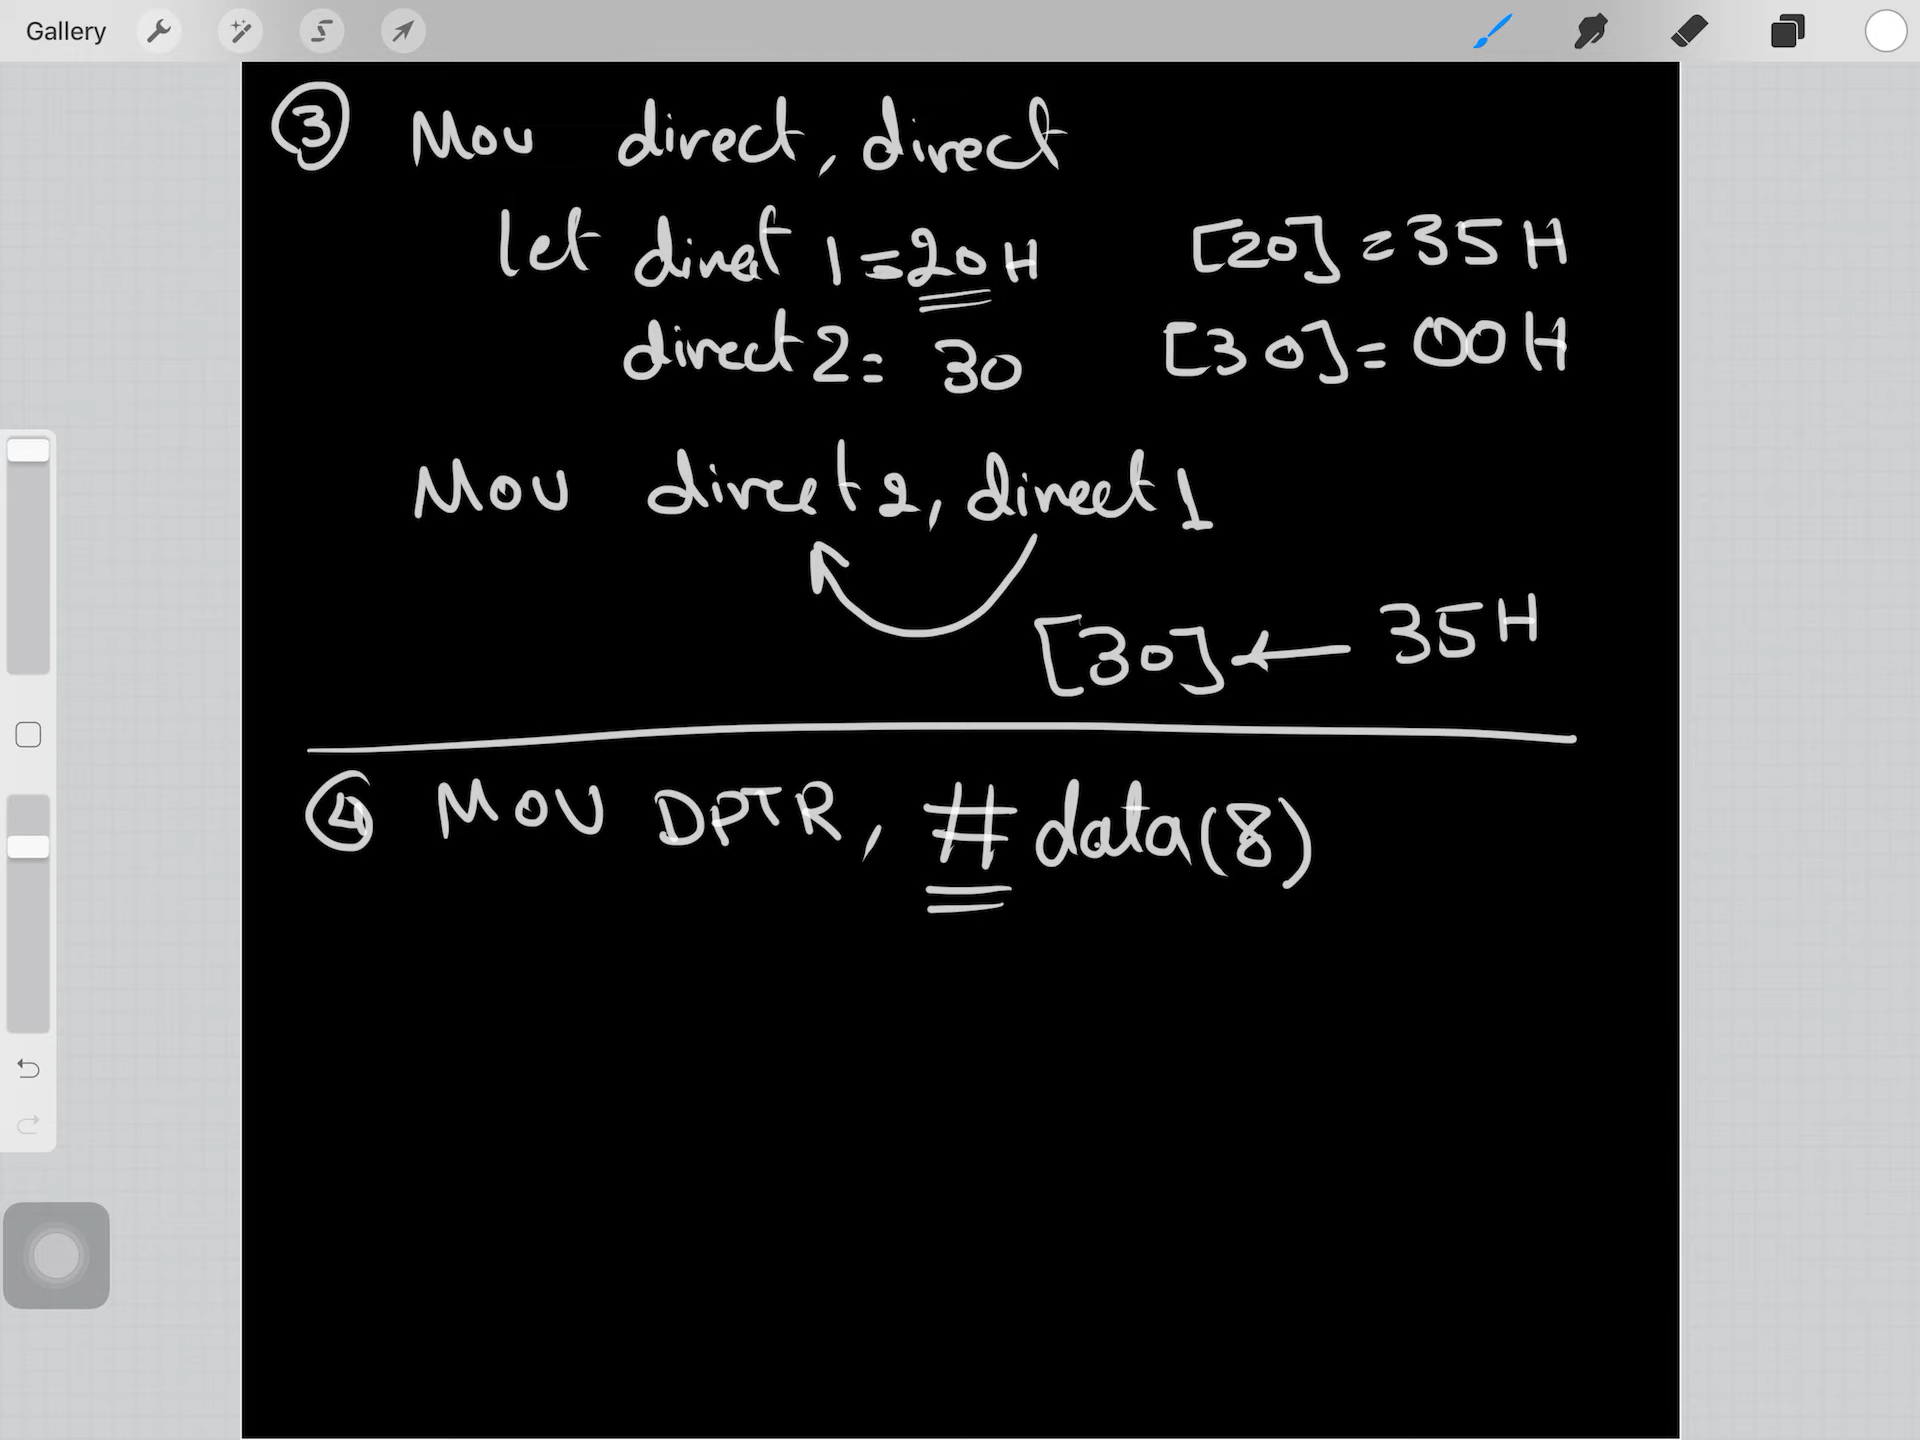 Gallery
③ Mov direct, direct
let direct 1 = 20 H [20] = 35 H
direct 2 = 30 [30] = 00 H
Mov direct 2, direct 1
[30] ← 35 H
④ MOV DPTR, # data (8)